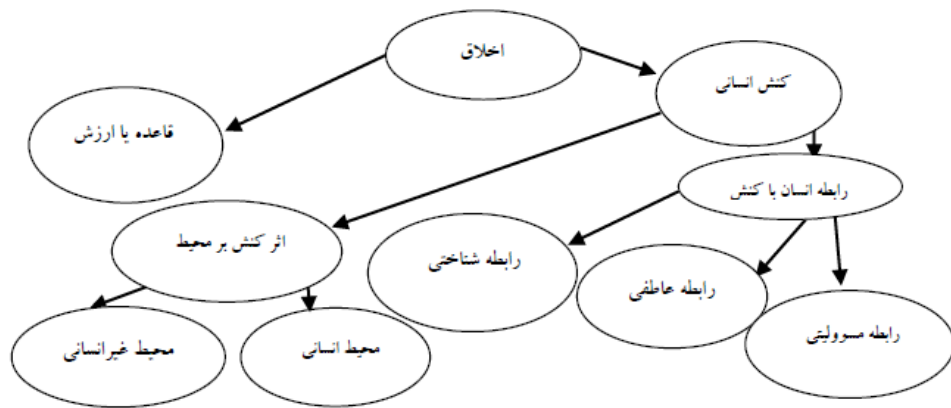 اخلاق
کنش انسانی
قاعده یا ارزش
رابطه انسان با کنش
اثر کنش بر محیط
رابطه شناختی
رابطه عاطفی
رابطه مسوولیتی
محیط انسانی
محیط غیرانسانی